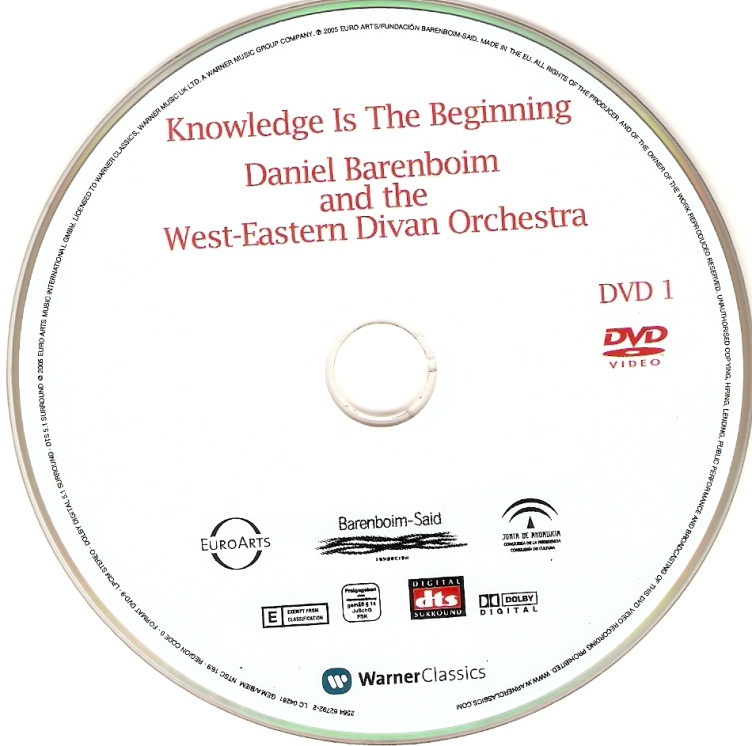 Knowledge Is The Beginning
Daniel Barenboim
and the
West-Eastern Divan Orchestra
DVD 1
DVD
VIDEO
EUROARTS
Barenboim-Said
FUNDACIÓN
JUNTA DE ANDALUCIA
CONSEJERÍA DE LA PRESIDENCIA
CONSEJERÍA DE CULTURA
E EXEMPT FROM
CLASSIFICATION
Freigegeben
gemäß § 14
JuSchG
FSK
DIGITAL
dts
SURROUND
DOLBY
DIGITAL
WarnerClassics
2564 62792-2 · LC 04281 · GEMA/BIEM · NTSC 16:9 · REGION CODE 0 · FORMAT DVD-9 · LPCM STEREO · DOLBY DIGITAL 5.1 SURROUND · DTS 5.1 SURROUND ℗ 2005 EURO ARTS MUSIC INTERNATIONAL GMBH. LICENSED TO WARNER CLASSICS, WARNER MUSIC UK LTD. A WARNER MUSIC GROUP COMPANY. ℗ 2005 EURO ARTS/FUNDACIÓN BARENBOIM-SAID. MADE IN THE EU. ALL RIGHTS OF THE PRODUCER AND OF THE OWNER OF THE WORK REPRODUCED RESERVED. UNAUTHORISED COPYING, HIRING, LENDING, PUBLIC PERFORMANCE AND BROADCASTING OF THIS DVD VIDEO RECORDING PROHIBITED. WWW.WARNERCLASSICS.COM